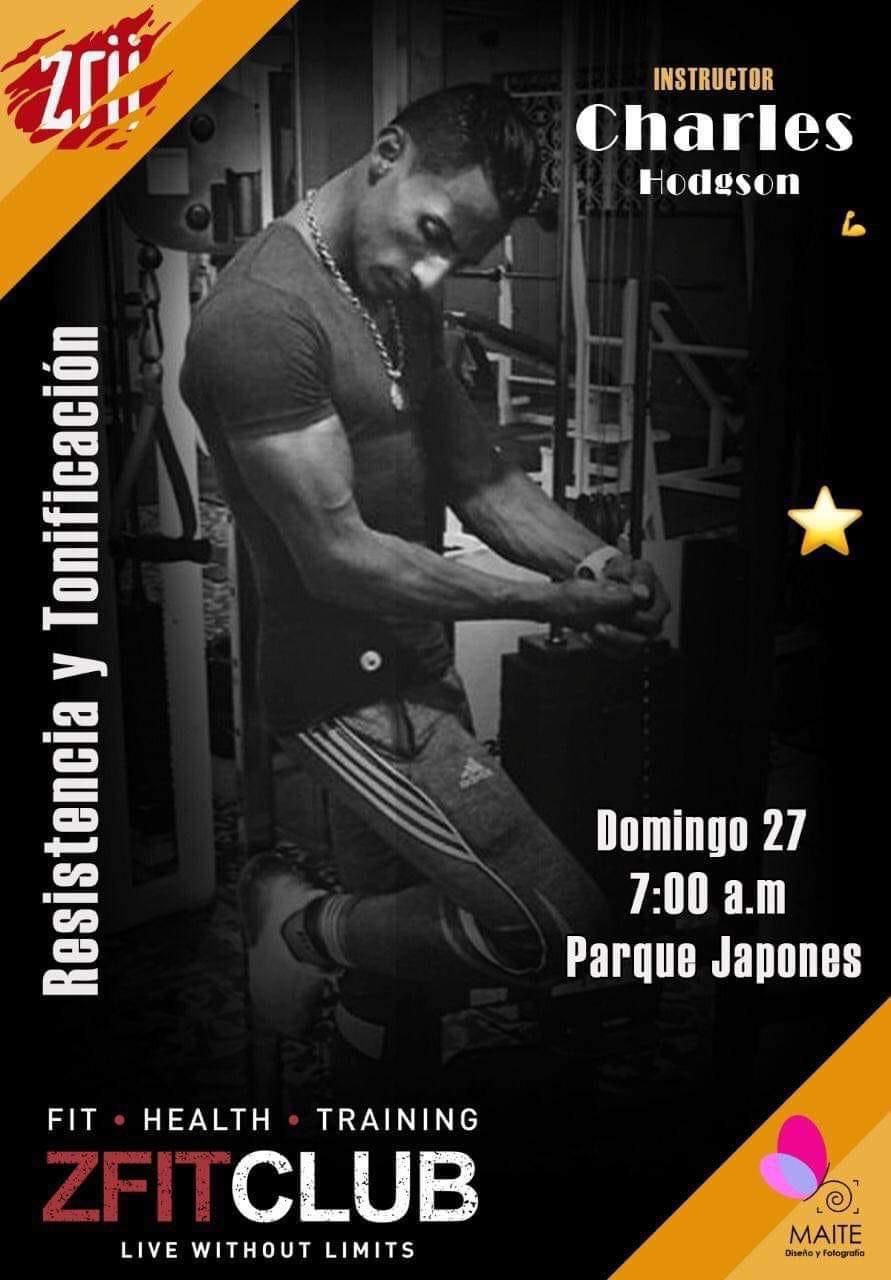 zrii
INSTRUCTOR
Charles
Hodgson
Resistencia y Tonificación
Domingo 27
7:00 a.m
Parque Japones
FIT • HEALTH • TRAINING
ZFITCLUB
LIVE WITHOUT LIMITS
MAITE
Diseño y Fotografía